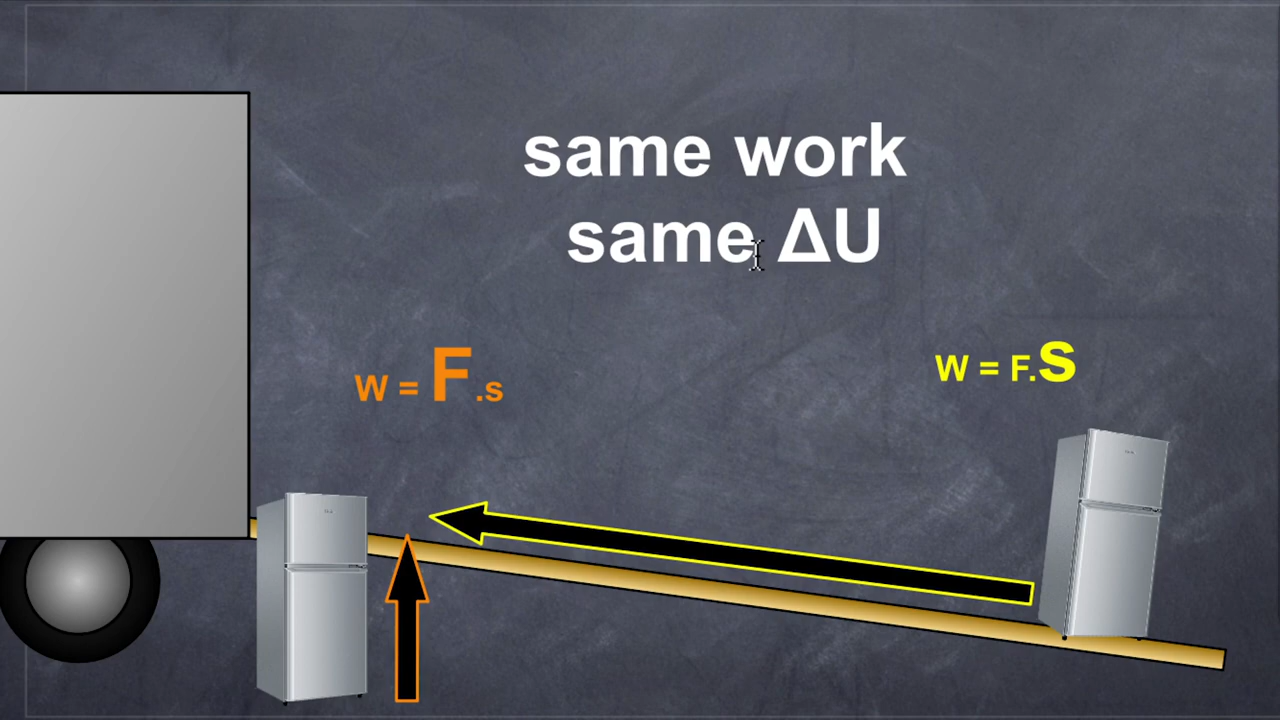 same work
same ΔU
W = F.s
W = F.s